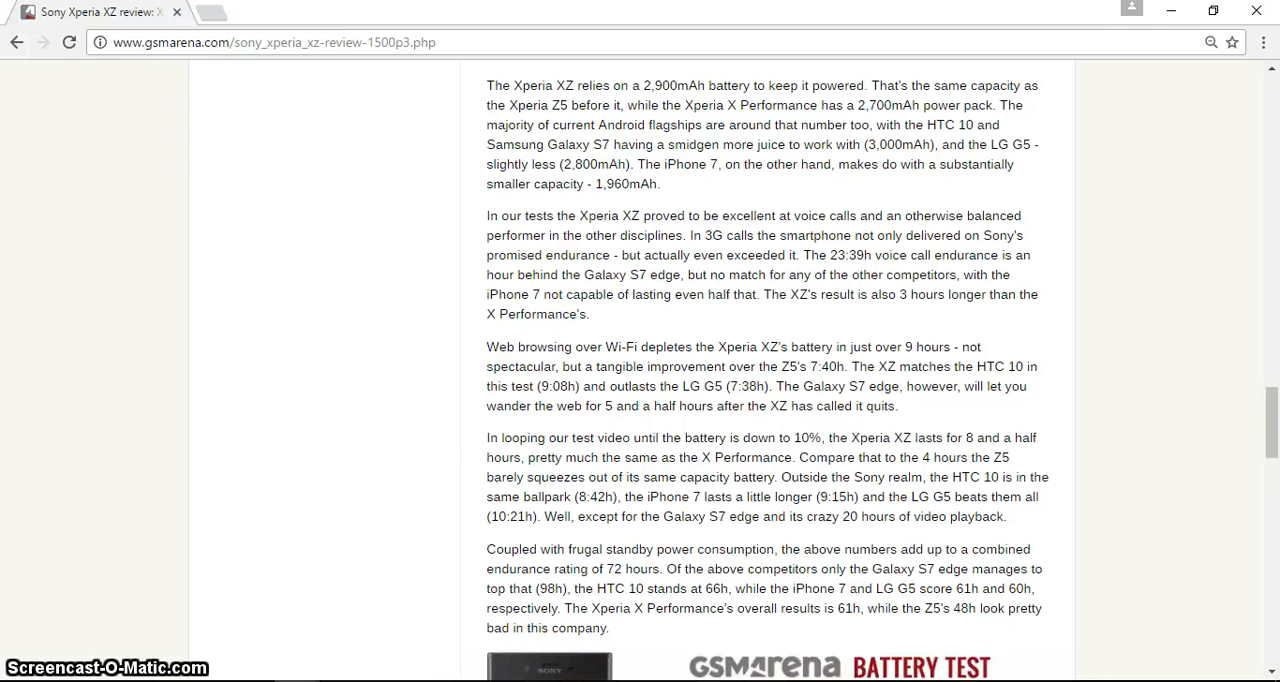 Sony Xperia XZ review: X
www.gsmarena.com/sony_xperia_xz-review-1500p3.php
The Xperia XZ relies on a 2,900mAh battery to keep it powered. That's the same capacity as
the Xperia Z5 before it, while the Xperia X Performance has a 2,700mAh power pack. The
majority of current Android flagships are around that number too, with the HTC 10 and
Samsung Galaxy S7 having a smidgen more juice to work with (3,000mAh), and the LG G5 -
slightly less (2,800mAh). The iPhone 7, on the other hand, makes do with a substantially
smaller capacity - 1,960mAh.
In our tests the Xperia XZ proved to be excellent at voice calls and an otherwise balanced
performer in the other disciplines. In 3G calls the smartphone not only delivered on Sony's
promised endurance - but actually even exceeded it. The 23:39h voice call endurance is an
hour behind the Galaxy S7 edge, but no match for any of the other competitors, with the
iPhone 7 not capable of lasting even half that. The XZ's result is also 3 hours longer than the
X Performance's.
Web browsing over Wi-Fi depletes the Xperia XZ's battery in just over 9 hours - not
spectacular, but a tangible improvement over the Z5's 7:40h. The XZ matches the HTC 10 in
this test (9:08h) and outlasts the LG G5 (7:38h). The Galaxy S7 edge, however, will let you
wander the web for 5 and a half hours after the XZ has called it quits.
In looping our test video until the battery is down to 10%, the Xperia XZ lasts for 8 and a half
hours, pretty much the same as the X Performance. Compare that to the 4 hours the Z5
barely squeezes out of its same capacity battery. Outside the Sony realm, the HTC 10 is in the
same ballpark (8:42h), the iPhone 7 lasts a little longer (9:15h) and the LG G5 beats them all
(10:21h). Well, except for the Galaxy S7 edge and its crazy 20 hours of video playback.
Coupled with frugal standby power consumption, the above numbers add up to a combined
endurance rating of 72 hours. Of the above competitors only the Galaxy S7 edge manages to
top that (98h), the HTC 10 stands at 66h, while the iPhone 7 and LG G5 score 61h and 60h,
respectively. The Xperia X Performance's overall results is 61h, while the Z5's 48h look pretty
bad in this company.
SONY
GSMarena BATTERY TEST
Screencast-O-Matic.com